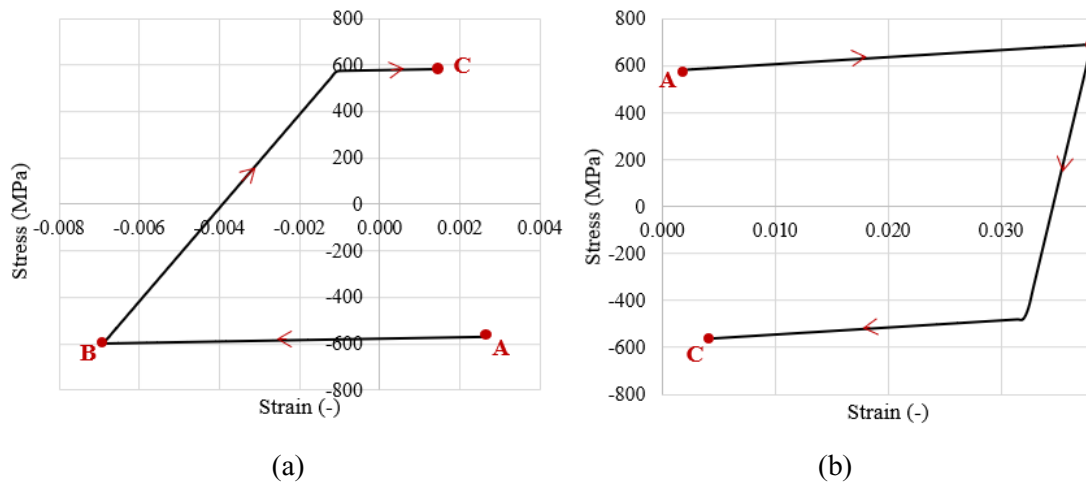 800
600
400
200
0
-200
-400
-600
-800
-0.008 -0.006 -0.004 -0.002 0.000 0.002 0.004
Stress (MPa)
Strain (-)
A
B
C
(a)
800
600
400
200
0
-200
-400
-600
-800
0.000 0.010 0.020 0.030
Stress (MPa)
Strain (-)
A
C
(b)